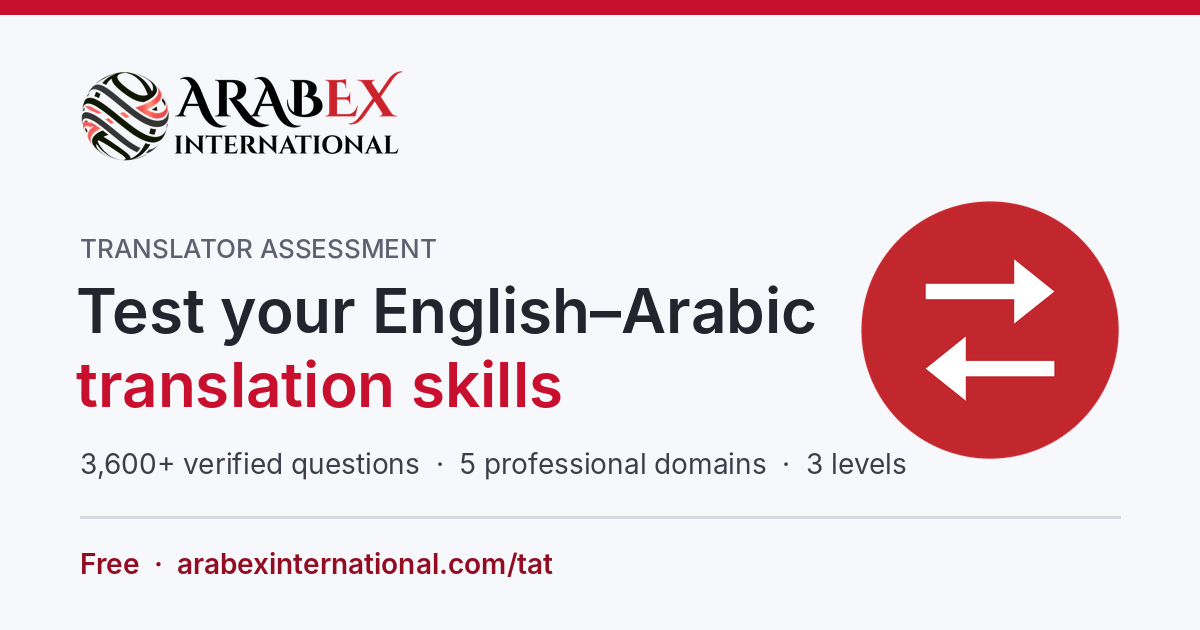 ARABEX
INTERNATIONAL
TRANSLATOR ASSESSMENT
Test your English–Arabic
translation skills
3,600+ verified questions · 5 professional domains · 3 levels
Free · arabexinternational.com/tat